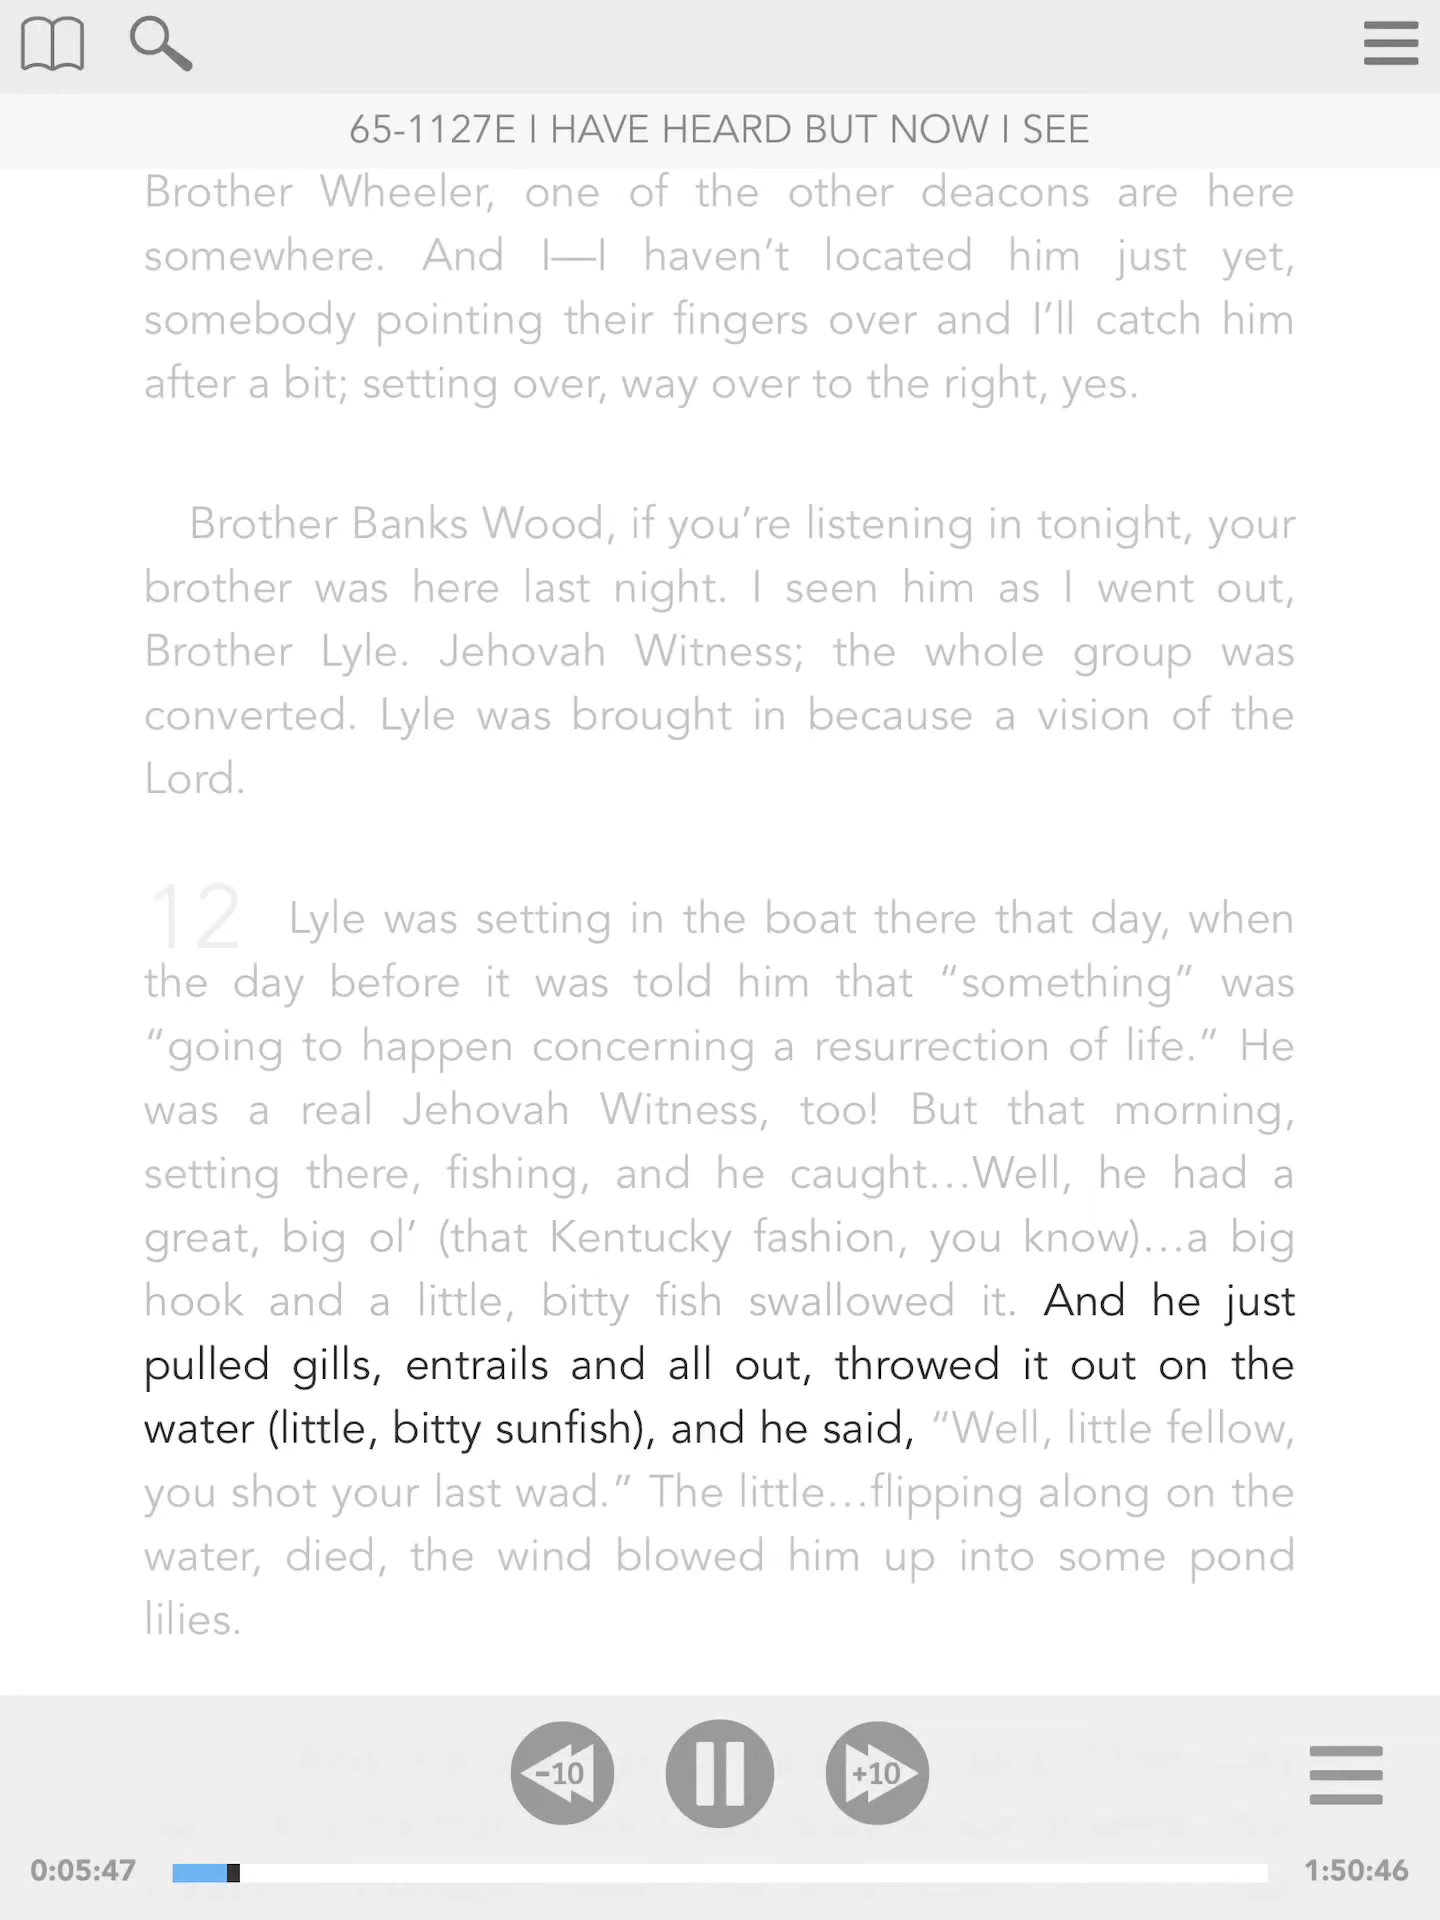 65-1127E I HAVE HEARD BUT NOW I SEE
Brother Wheeler, one of the other deacons are here
somewhere. And I—I haven’t located him just yet,
somebody pointing their fingers over and I’ll catch him
after a bit; setting over, way over to the right, yes.
Brother Banks Wood, if you’re listening in tonight, your
brother was here last night. I seen him as I went out,
Brother Lyle. Jehovah Witness; the whole group was
converted. Lyle was brought in because a vision of the
Lord.
12 Lyle was setting in the boat there that day, when
the day before it was told him that “something” was
“going to happen concerning a resurrection of life.” He
was a real Jehovah Witness, too! But that morning,
setting there, fishing, and he caught…Well, he had a
great, big ol’ (that Kentucky fashion, you know)…a big
hook and a little, bitty fish swallowed it. And he just
pulled gills, entrails and all out, throwed it out on the
water (little, bitty sunfish), and he said, “Well, little fellow,
you shot your last wad.” The little…flipping along on the
water, died, the wind blowed him up into some pond
lilies.
-10 +10
0:05:47 1:50:46